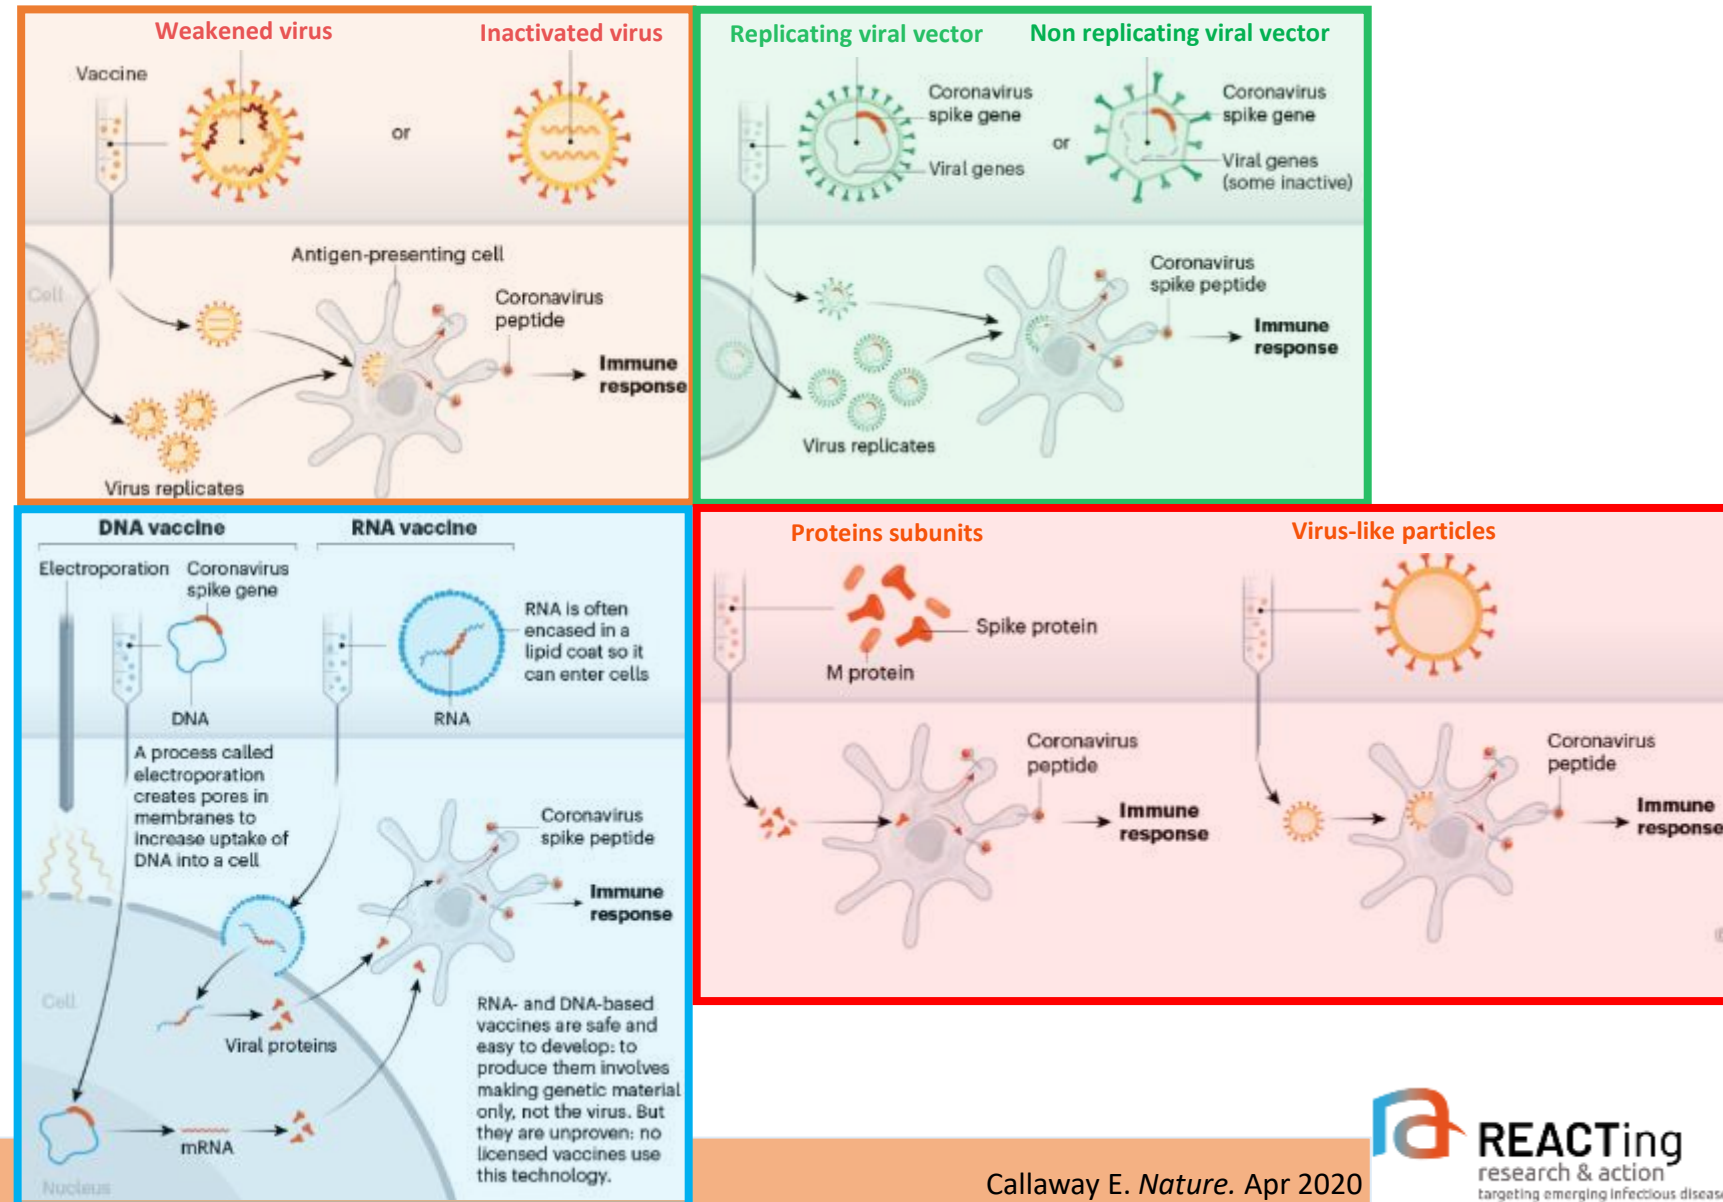 Weakened virus
Inactivated virus
Vaccine
or
Antigen-presenting cell
Cell
Coronavirus
peptide
Immune
response
Virus replicates
Replicating viral vector
Non replicating viral vector
Coronavirus
spike gene
Viral genes
or
Coronavirus
spike gene
Viral genes
(some inactive)
Coronavirus
spike peptide
Immune
response
Virus replicates
DNA vaccine
RNA vaccine
Electroporation
Coronavirus
spike gene
RNA is often
encased in a
lipid coat so it
can enter cells
DNA
RNA
A process called
electroporation
creates pores in
membranes to
increase uptake of
DNA into a cell
Coronavirus
spike peptide
Immune
response
Cell
Viral proteins
mRNA
Nucleus
RNA- and DNA-based
vaccines are safe and
easy to develop: to
produce them involves
making genetic material
only, not the virus. But
they are unproven: no
licensed vaccines use
this technology.
Proteins subunits
Virus-like particles
Spike protein
M protein
Coronavirus
peptide
Immune
response
Coronavirus
peptide
Immune
response
Callaway E. Nature. Apr 2020
REACTing
research & action
targeting emerging infectious